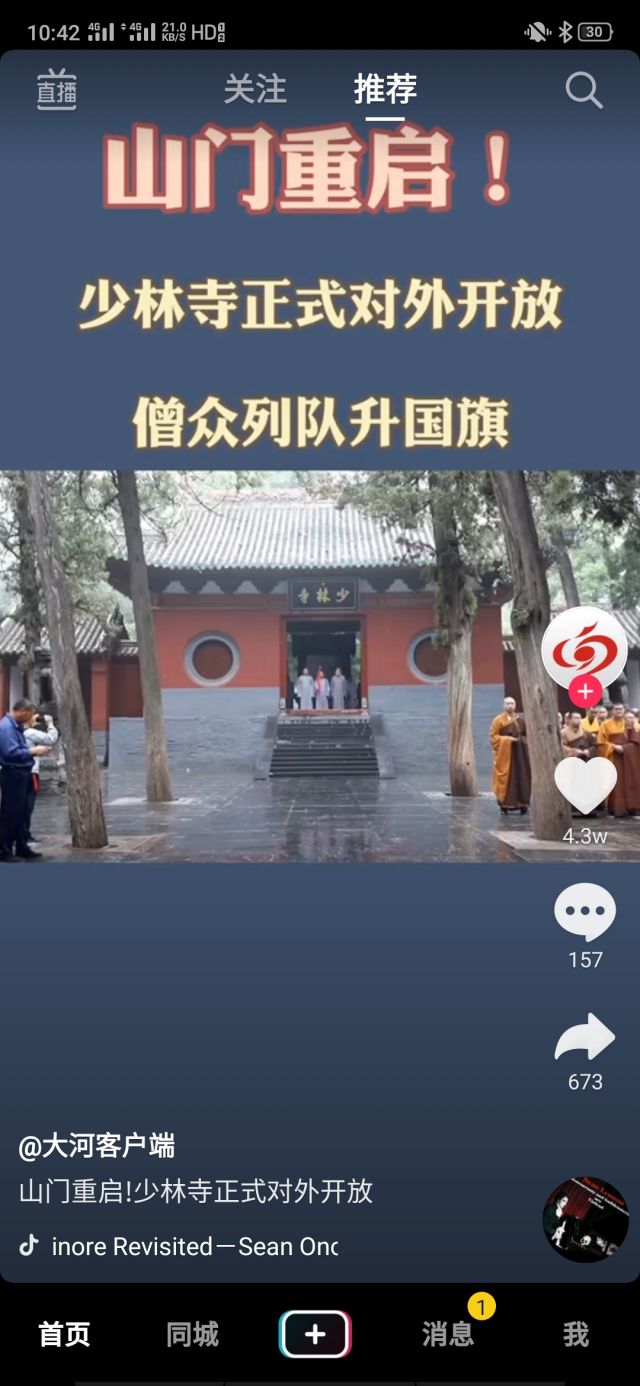 10:42 4G 4G 21.0 KB/S HD 1 2 30
直播 关注 推荐
山门重启！
少林寺正式对外开放
僧众列队升国旗
寺林少
4.3w
157
673
@大河客户端
山门重启!少林寺正式对外开放
inore Revisited－Sean Ono
首页 同城 消息 1 我